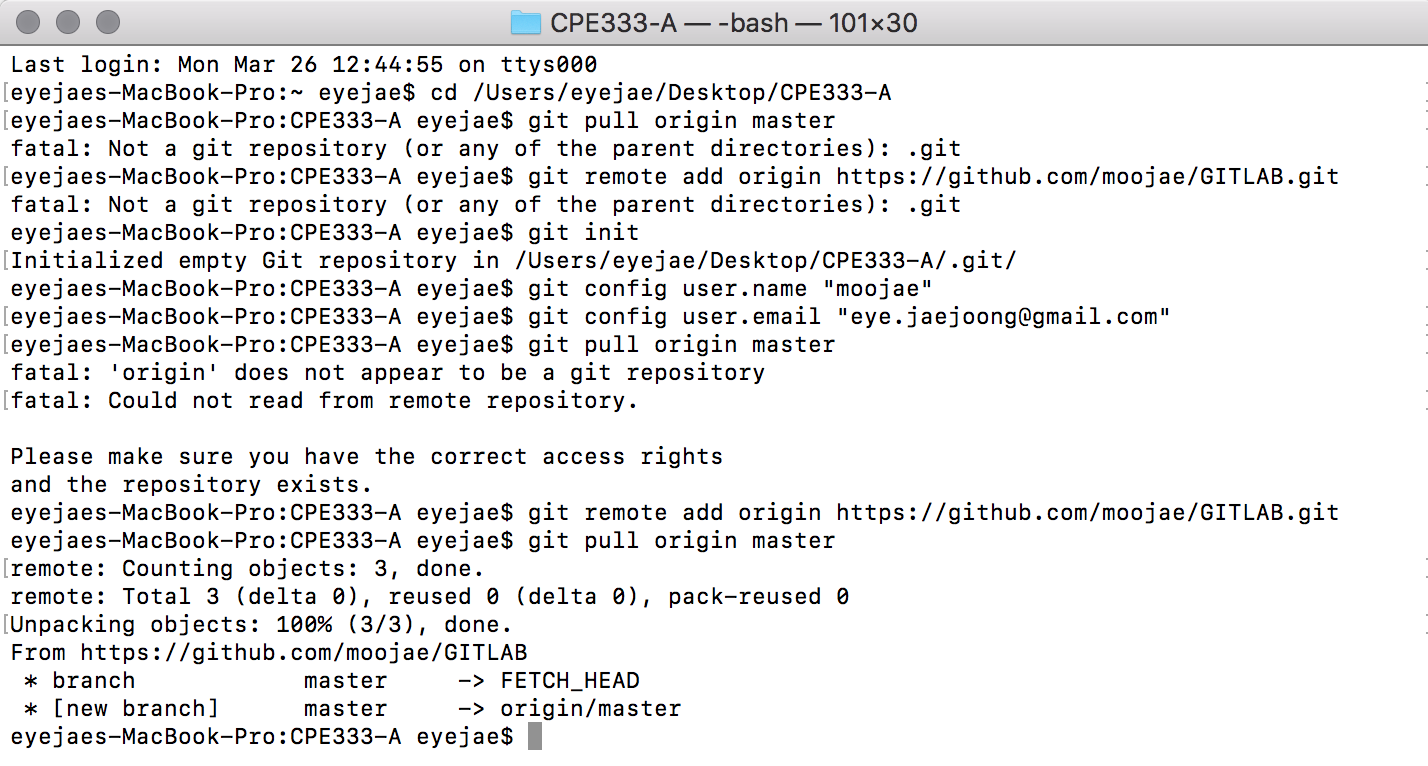 CPE333-A — -bash — 101×30
Last login: Mon Mar 26 12:44:55 on ttys000
[eyejaes-MacBook-Pro:~ eyejae$ cd /Users/eyejae/Desktop/CPE333-A
[eyejaes-MacBook-Pro:CPE333-A eyejae$ git pull origin master
fatal: Not a git repository (or any of the parent directories): .git
[eyejaes-MacBook-Pro:CPE333-A eyejae$ git remote add origin https://github.com/moojae/GITLAB.git
fatal: Not a git repository (or any of the parent directories): .git
eyejaes-MacBook-Pro:CPE333-A eyejae$ git init
[Initialized empty Git repository in /Users/eyejae/Desktop/CPE333-A/.git/
eyejaes-MacBook-Pro:CPE333-A eyejae$ git config user.name "moojae"
[eyejaes-MacBook-Pro:CPE333-A eyejae$ git config user.email "eye.jaejoong@gmail.com"
[eyejaes-MacBook-Pro:CPE333-A eyejae$ git pull origin master
fatal: 'origin' does not appear to be a git repository
[fatal: Could not read from remote repository.

Please make sure you have the correct access rights
and the repository exists.
eyejaes-MacBook-Pro:CPE333-A eyejae$ git remote add origin https://github.com/moojae/GITLAB.git
eyejaes-MacBook-Pro:CPE333-A eyejae$ git pull origin master
[remote: Counting objects: 3, done.
remote: Total 3 (delta 0), reused 0 (delta 0), pack-reused 0
[Unpacking objects: 100% (3/3), done.
From https://github.com/moojae/GITLAB
 * branch            master     -> FETCH_HEAD
 * [new branch]      master     -> origin/master
eyejaes-MacBook-Pro:CPE333-A eyejae$